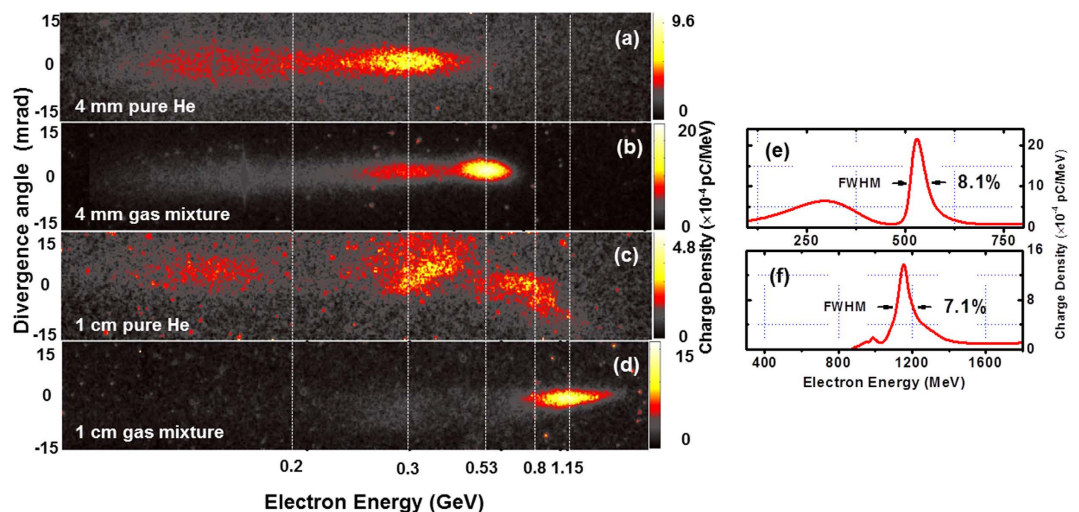 15
0
-15
(a)
4 mm pure He
9.6
0
15
0
-15
(b)
4 mm gas mixture
20
0
15
0
-15
(c)
1 cm pure He
4.8
0
15
0
-15
(d)
1 cm gas mixture
15
0
Divergence angle (mrad)
Charge Density (×10⁻⁴ pC/MeV)
0.2 0.3 0.53 0.8 1.15
Electron Energy (GeV)
(e)
FWHM 8.1%
20
10
0
250 500 750
(f)
FWHM 7.1%
16
12
8
4
0
400 800 1200 1600
Electron Energy (MeV)
Charge Density (×10⁻⁴ pC/MeV)